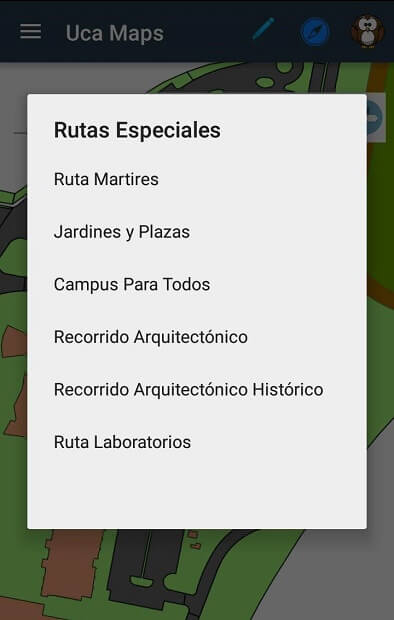 Uca Maps
Rutas Especiales
Ruta Martires
Jardines y Plazas
Campus Para Todos
Recorrido Arquitectónico
Recorrido Arquitectónico Histórico
Ruta Laboratorios